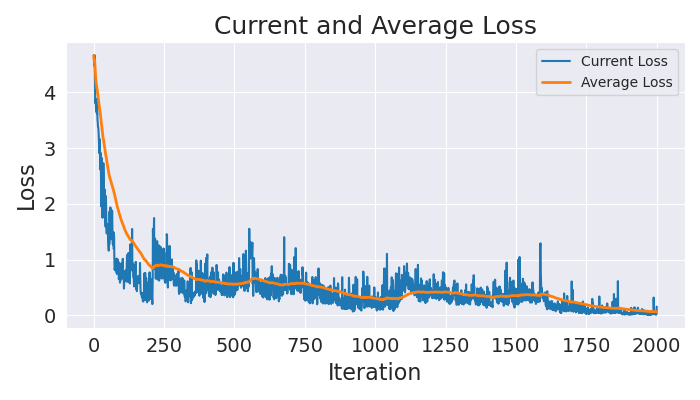 Current and Average Loss
Current Loss
Average Loss
Loss
4
3
2
1
0
0 250 500 750 1000 1250 1500 1750 2000
Iteration